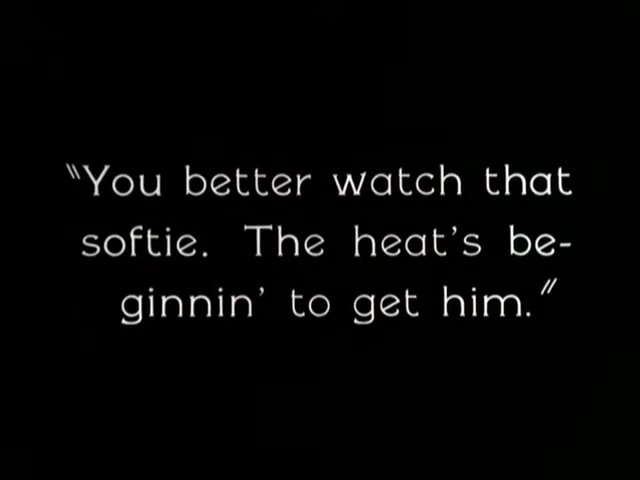 "You better watch that
softie. The heat's be-
ginnin' to get him."